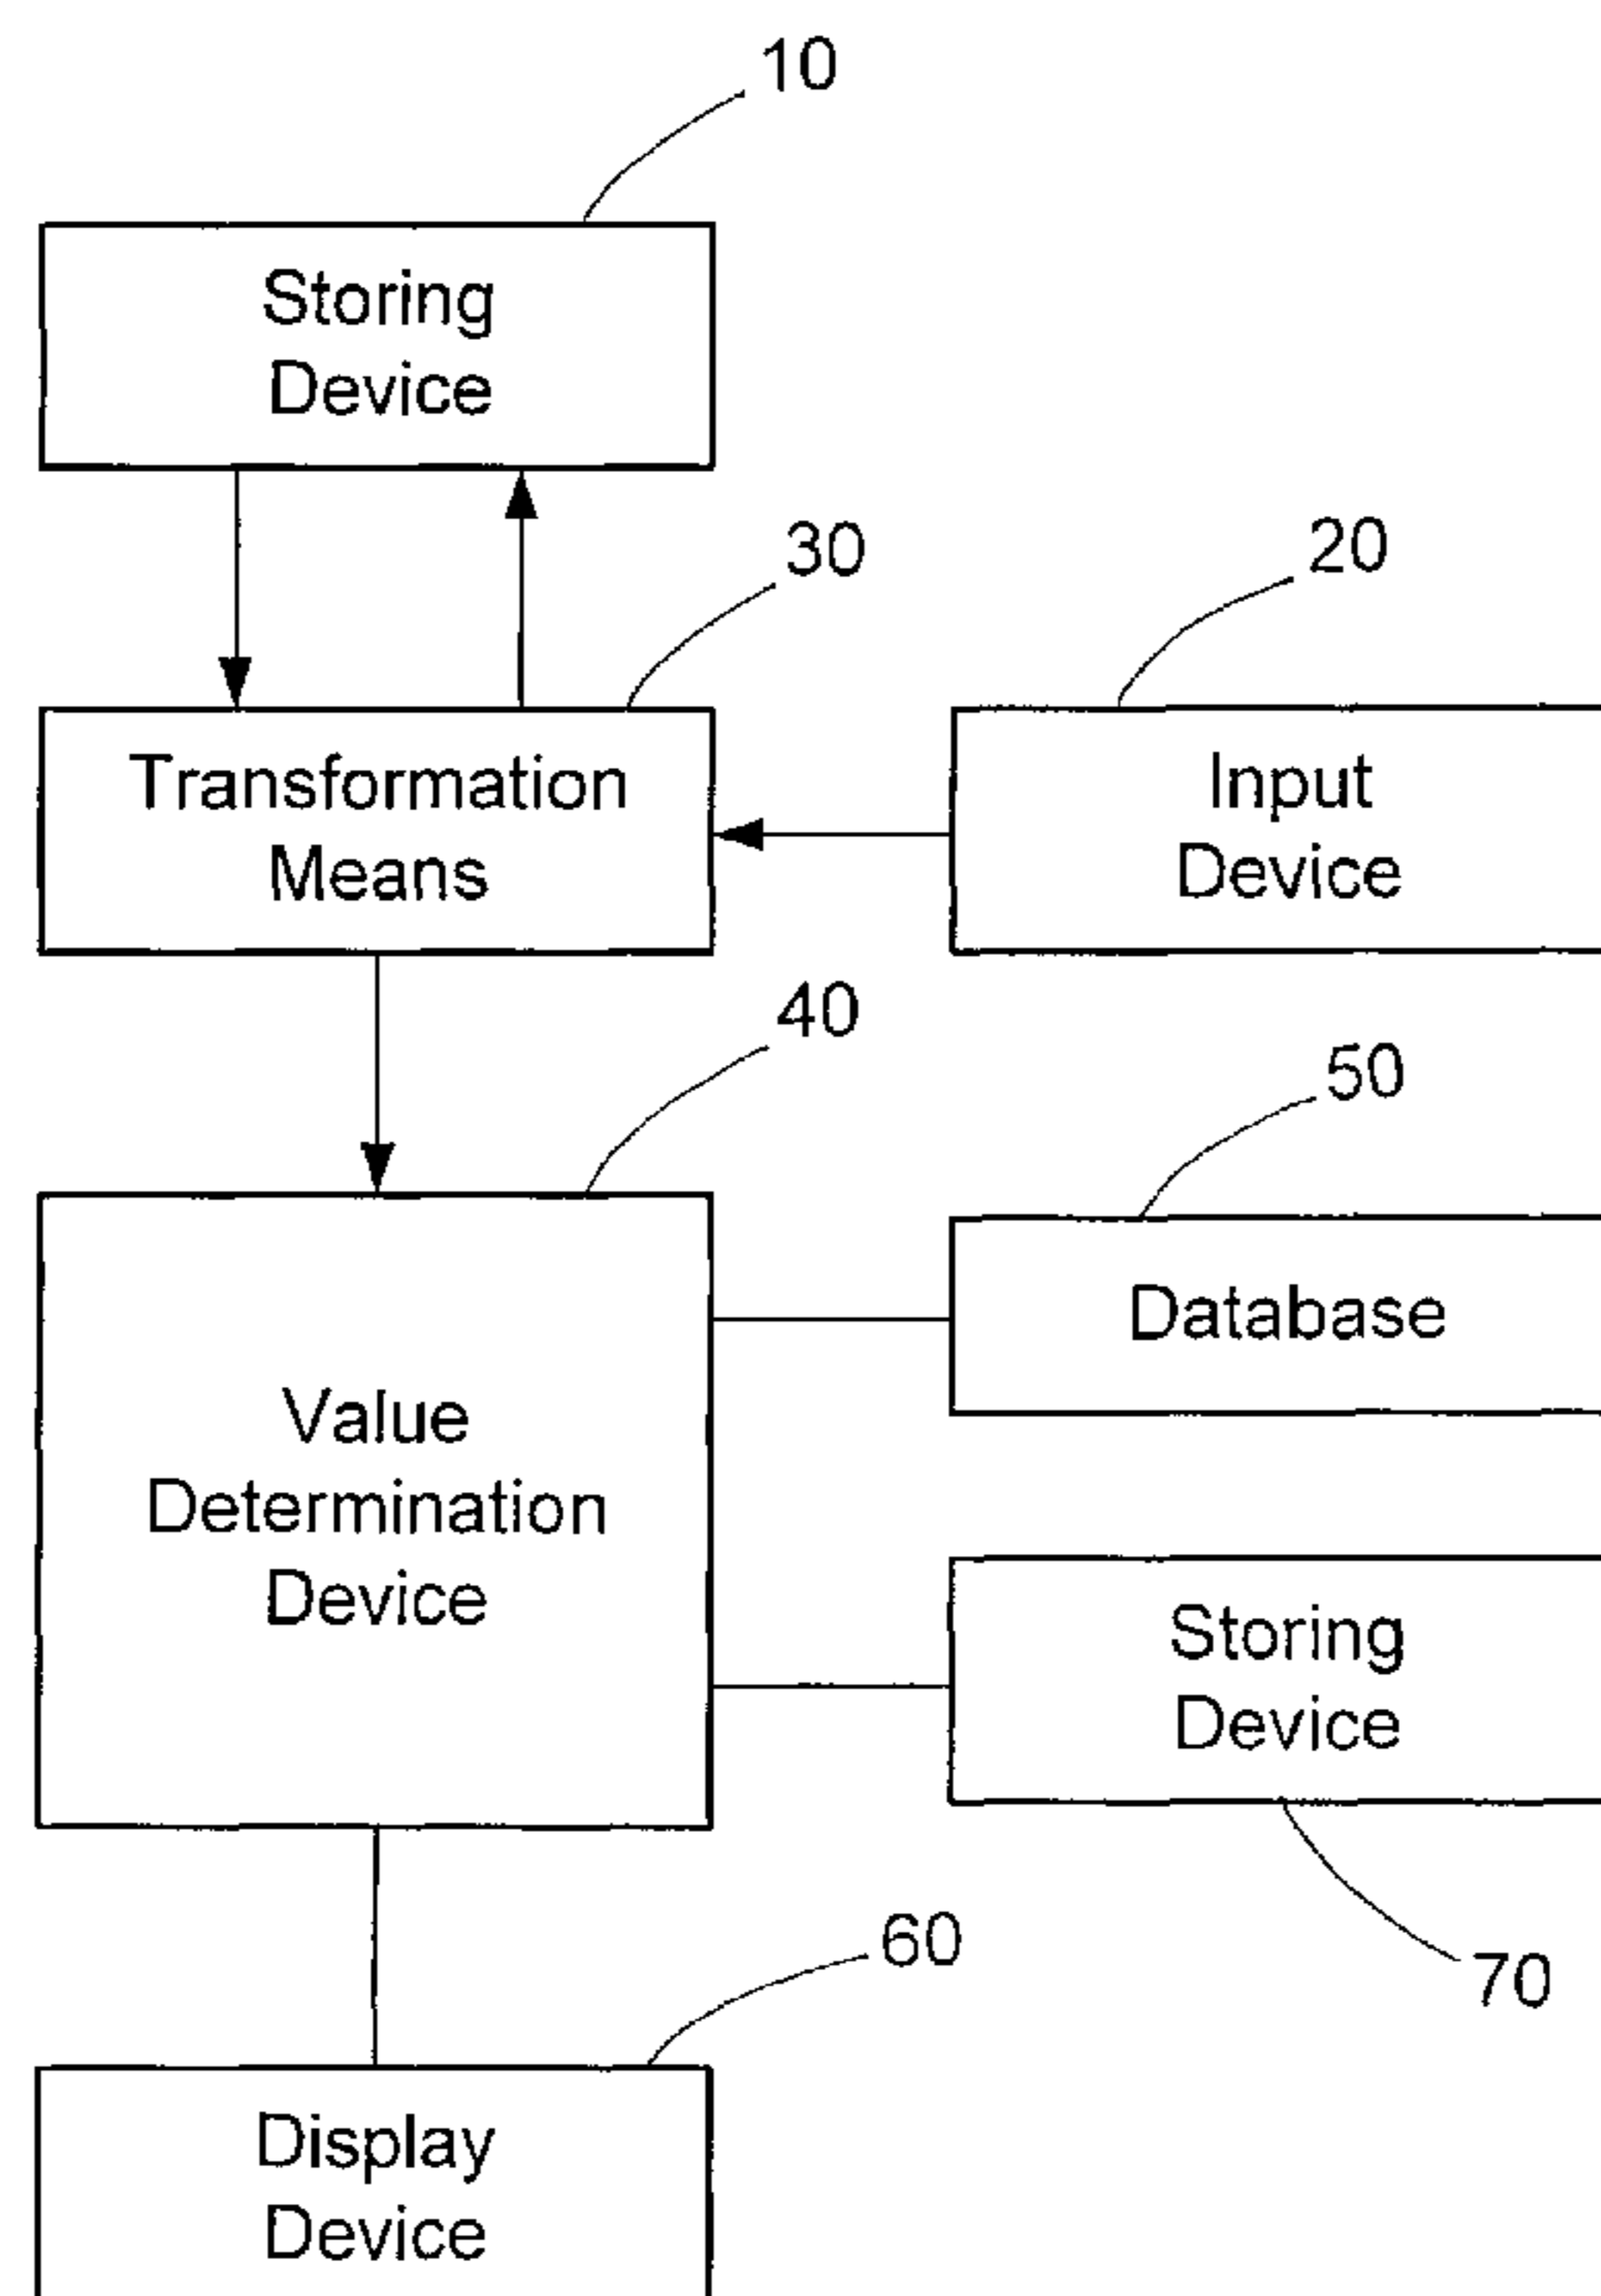 10
Storing
Device
30
20
Transformation
Means
Input
Device
40
50
Value
Determination
Device
Database
Storing
Device
60
70
Display
Device